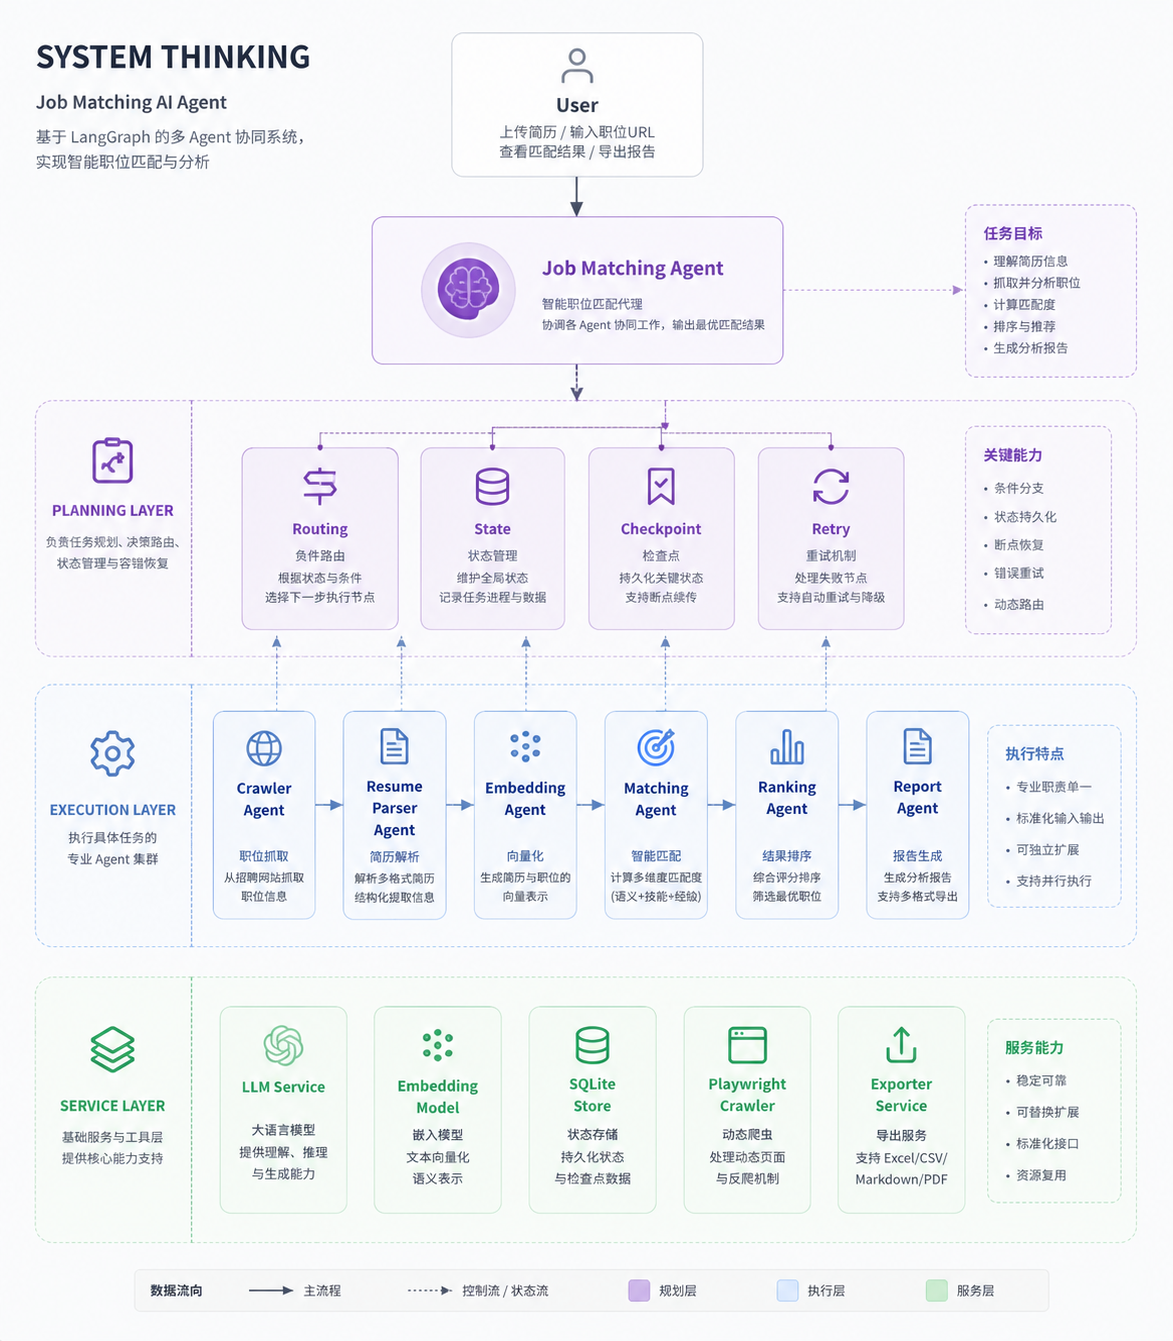 SYSTEM THINKING
Job Matching AI Agent
基于 LangGraph 的多 Agent 协同系统，
实现智能职位匹配与分析
User
上传简历 / 输入职位URL
查看匹配结果 / 导出报告
Job Matching Agent
智能职位匹配代理
协调各 Agent 协同工作，输出最优匹配结果
任务目标
• 理解简历信息
• 抓取并分析职位
• 计算匹配度
• 排序与推荐
• 生成分析报告
PLANNING LAYER
负责任务规划、决策路由、
状态管理与容错恢复
Routing
负件路由
根据状态与条件
选择下一步执行节点
State
状态管理
维护全局状态
记录任务进程与数据
Checkpoint
检查点
持久化关键状态
支持断点续传
Retry
重试机制
处理失败节点
支持自动重试与降级
关键能力
• 条件分支
• 状态持久化
• 断点恢复
• 错误重试
• 动态路由
EXECUTION LAYER
执行具体任务的
专业 Agent 集群
Crawler
Agent
职位抓取
从招聘网站抓取
职位信息
Resume
Parser
Agent
简历解析
解析多格式简历
结构化提取信息
Embedding
Agent
向量化
生成简历与职位的
向量表示
Matching
Agent
智能匹配
计算多维度匹配度
(语义+技能+经验)
Ranking
Agent
结果排序
综合评分排序
筛选最优职位
Report
Agent
报告生成
生成分析报告
支持多格式导出
执行特点
• 专业职责单一
• 标准化输入输出
• 可独立扩展
• 支持并行执行
SERVICE LAYER
基础服务与工具层
提供核心能力支持
LLM Service
大语言模型
提供理解、推理
与生成能力
Embedding
Model
嵌入模型
文本向量化
语义表示
SQLite
Store
状态存储
持久化状态
与检查点数据
Playwright
Crawler
动态爬虫
处理动态页面
与反爬机制
Exporter
Service
导出服务
支持 Excel/CSV/
Markdown/PDF
服务能力
• 稳定可靠
• 可替换扩展
• 标准化接口
• 资源复用
数据流向
主流程
控制流 / 状态流
规划层
执行层
服务层